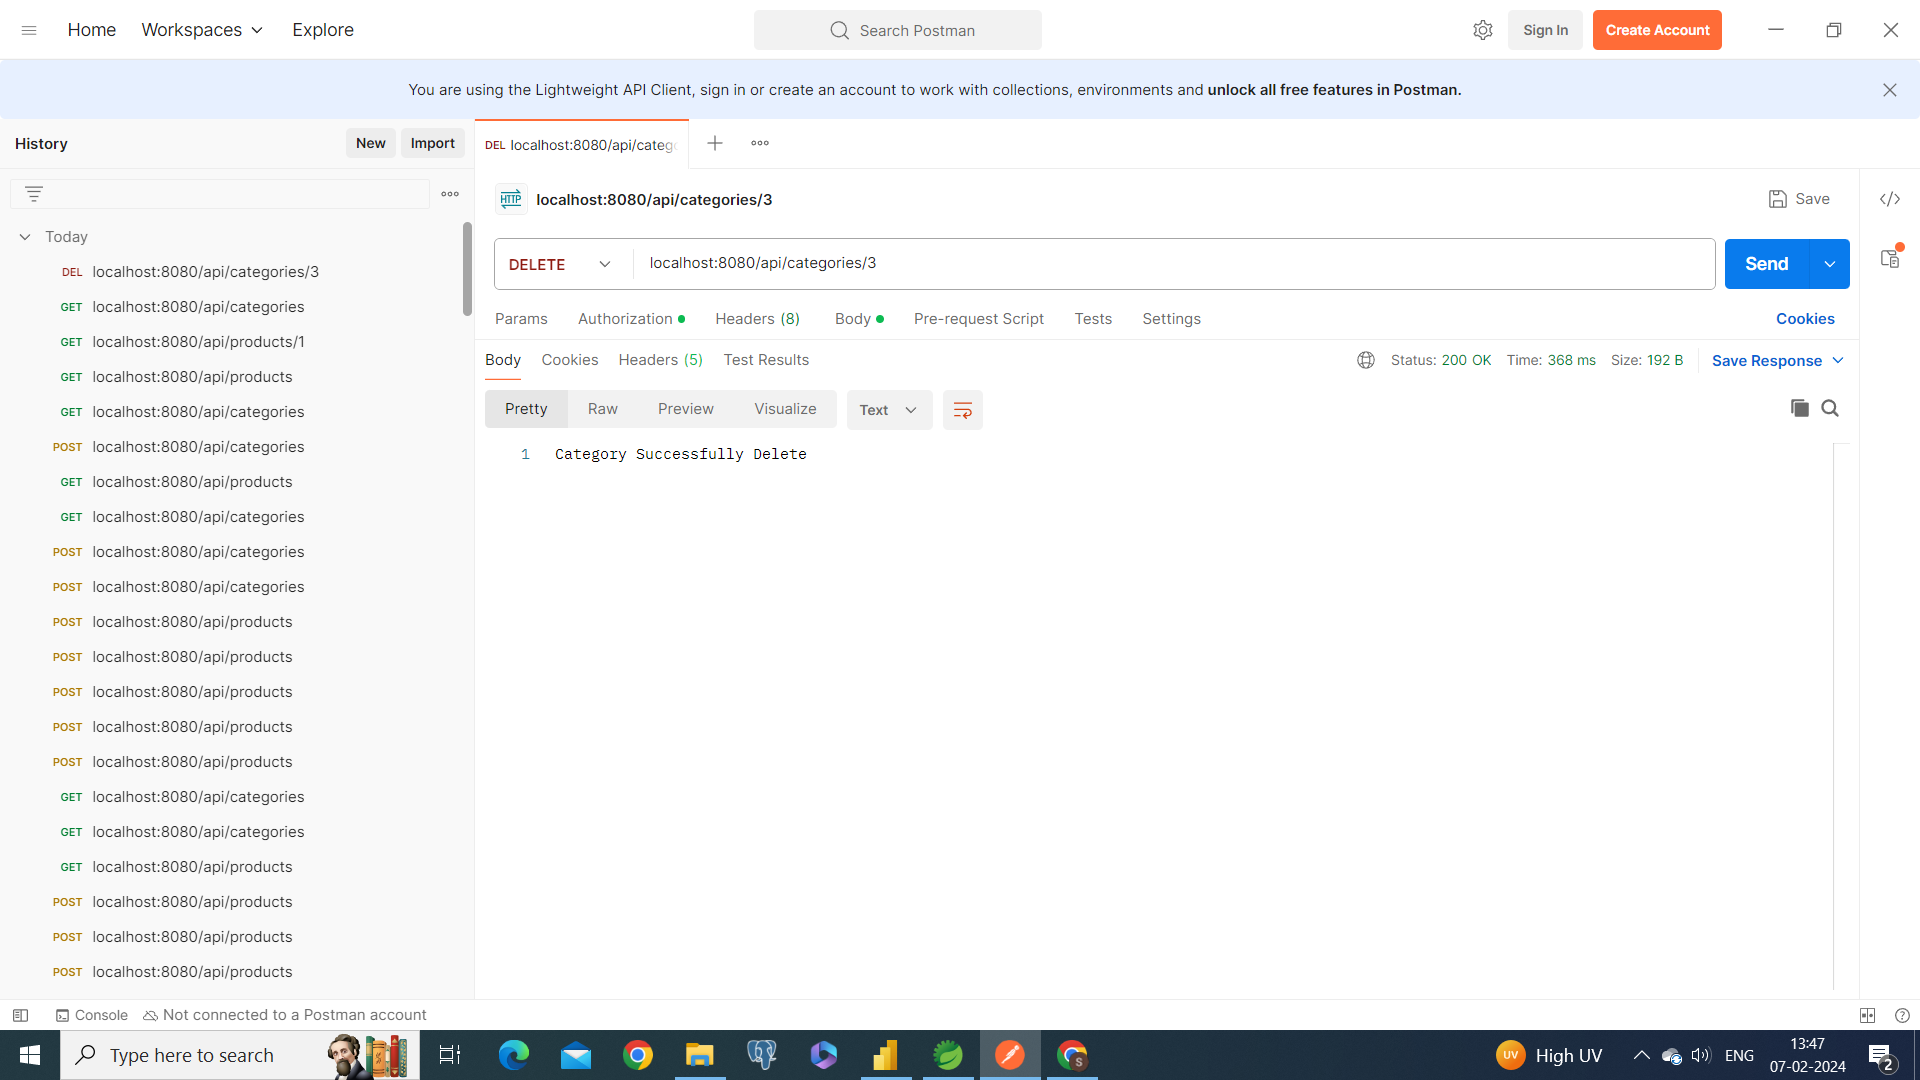 Home Workspaces Explore Search Postman Sign In Create Account
You are using the Lightweight API Client, sign in or create an account to work with collections, environments and unlock all free features in Postman.
History New Import
DEL localhost:8080/api/categ
HTTP localhost:8080/api/categories/3 Save
Today
DEL localhost:8080/api/categories/3
GET localhost:8080/api/categories
GET localhost:8080/api/products/1
GET localhost:8080/api/products
GET localhost:8080/api/categories
POST localhost:8080/api/categories
GET localhost:8080/api/products
GET localhost:8080/api/categories
POST localhost:8080/api/categories
POST localhost:8080/api/categories
POST localhost:8080/api/products
POST localhost:8080/api/products
POST localhost:8080/api/products
POST localhost:8080/api/products
POST localhost:8080/api/products
GET localhost:8080/api/categories
GET localhost:8080/api/categories
GET localhost:8080/api/products
POST localhost:8080/api/products
POST localhost:8080/api/products
POST localhost:8080/api/products
DELETE localhost:8080/api/categories/3 Send
Params Authorization Headers (8) Body Pre-request Script Tests Settings Cookies
Body Cookies Headers (5) Test Results Status: 200 OK Time: 368 ms Size: 192 B Save Response
Pretty Raw Preview Visualize Text
1 Category Successfully Delete
Console Not connected to a Postman account
Type here to search
UV High UV ENG
13:47
07-02-2024
2
S